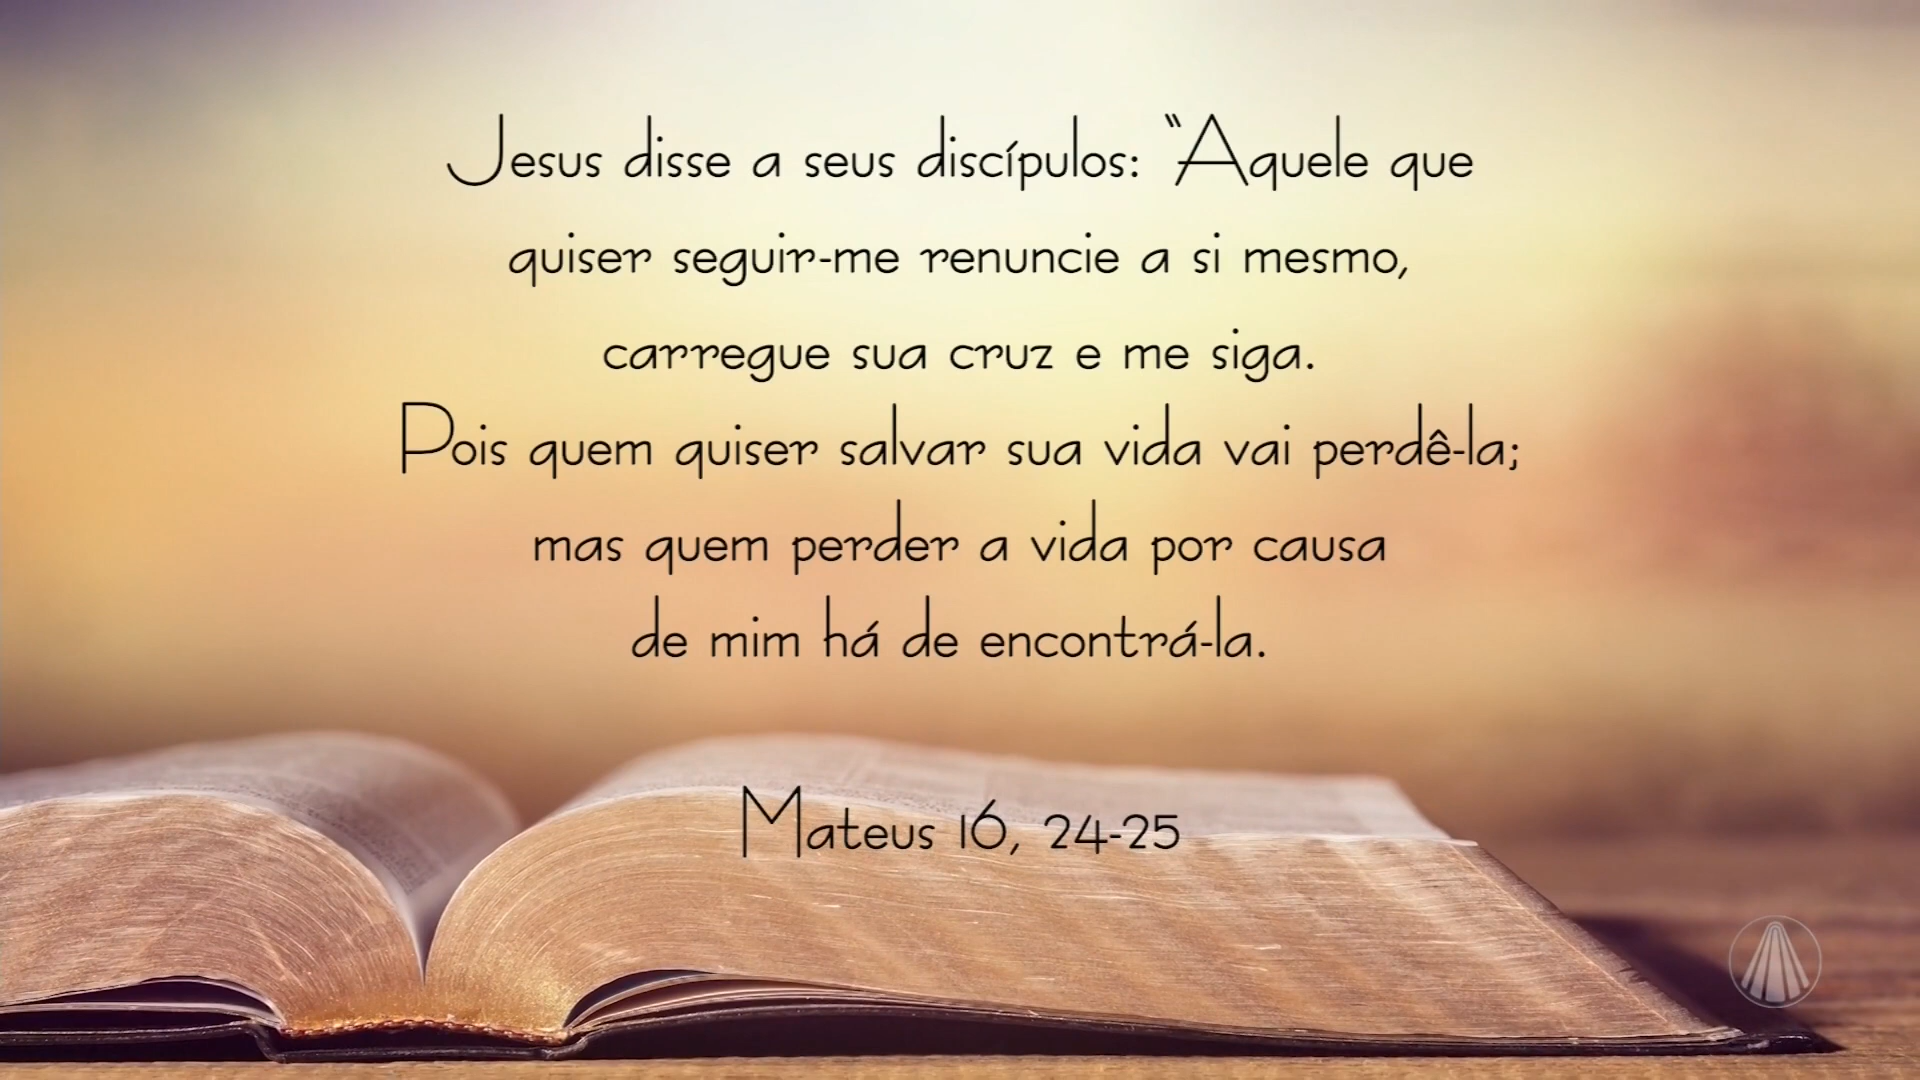 Jesus disse a seus discípulos: "Aquele que
quiser seguir-me renuncie a si mesmo,
carregue sua cruz e me siga.
Pois quem quiser salvar sua vida vai perdê-la;
mas quem perder a vida por causa
de mim há de encontrá-la.
Mateus 16, 24-25